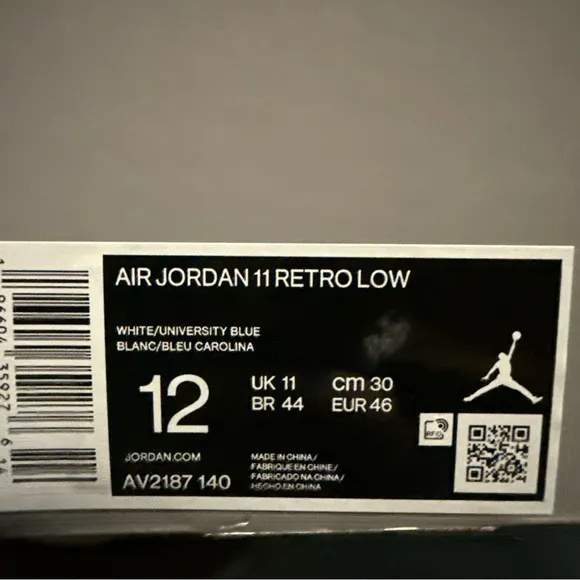 AIR JORDAN 11 RETRO LOW
WHITE/UNIVERSITY BLUE
BLANC/BLEU CAROLINA
12
UK 11
cm 30
BR 44
EUR 46
RFID
JORDAN.COM
AV2187 140
MADE IN CHINA/
FABRIQUE EN CHINE/
FABRICADO NA CHINA/
HECHO EN CHINA